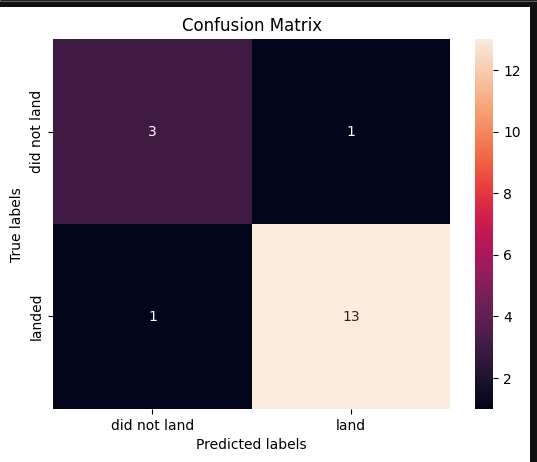 Confusion Matrix
did not land
3
1
12
10
8
6
4
2
True labels
landed
1
13
did not land
land
Predicted labels